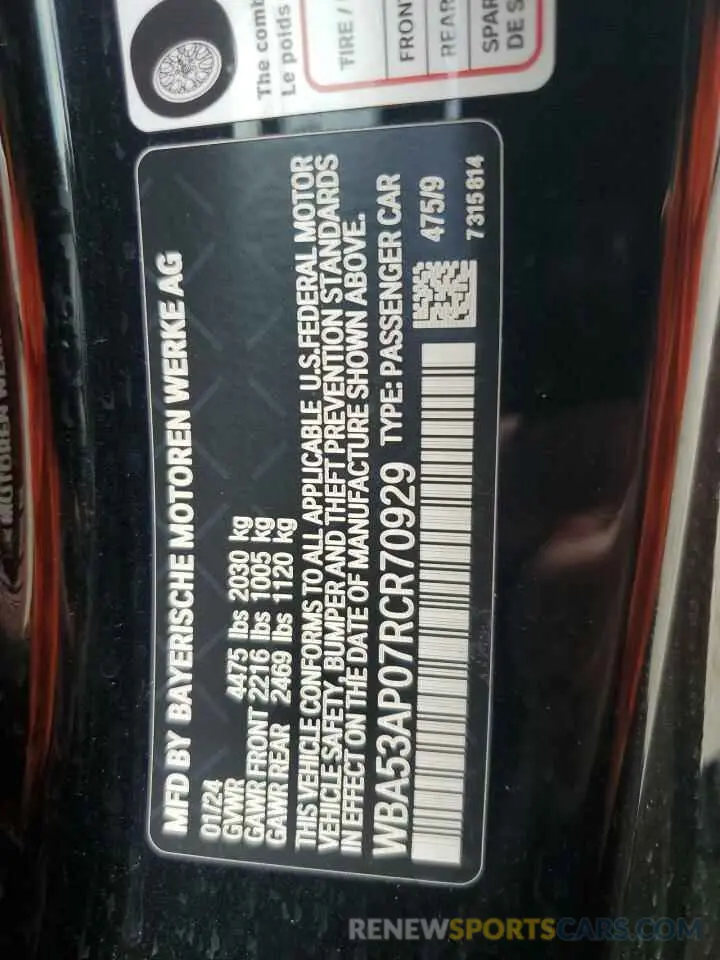 The comb
Le poids
TIRE /
FRONT
REAR
SPAR
DE S
MFD BY BAYERISCHE MOTOREN WERKE AG
01/24
GVWR 4475 lbs 2030 kg
GAWR FRONT 2216 lbs 1005 kg
GAWR REAR 2469 lbs 1120 kg
THIS VEHICLE CONFORMS TO ALL APPLICABLE U.S.FEDERAL MOTOR
VEHICLE SAFETY, BUMPER AND THEFT PREVENTION STANDARDS
IN EFFECT ON THE DATE OF MANUFACTURE SHOWN ABOVE.
WBA53AP07RCR70929 TYPE: PASSENGER CAR
475/9
7 315 814
RENEWSPORTSCARS.COM